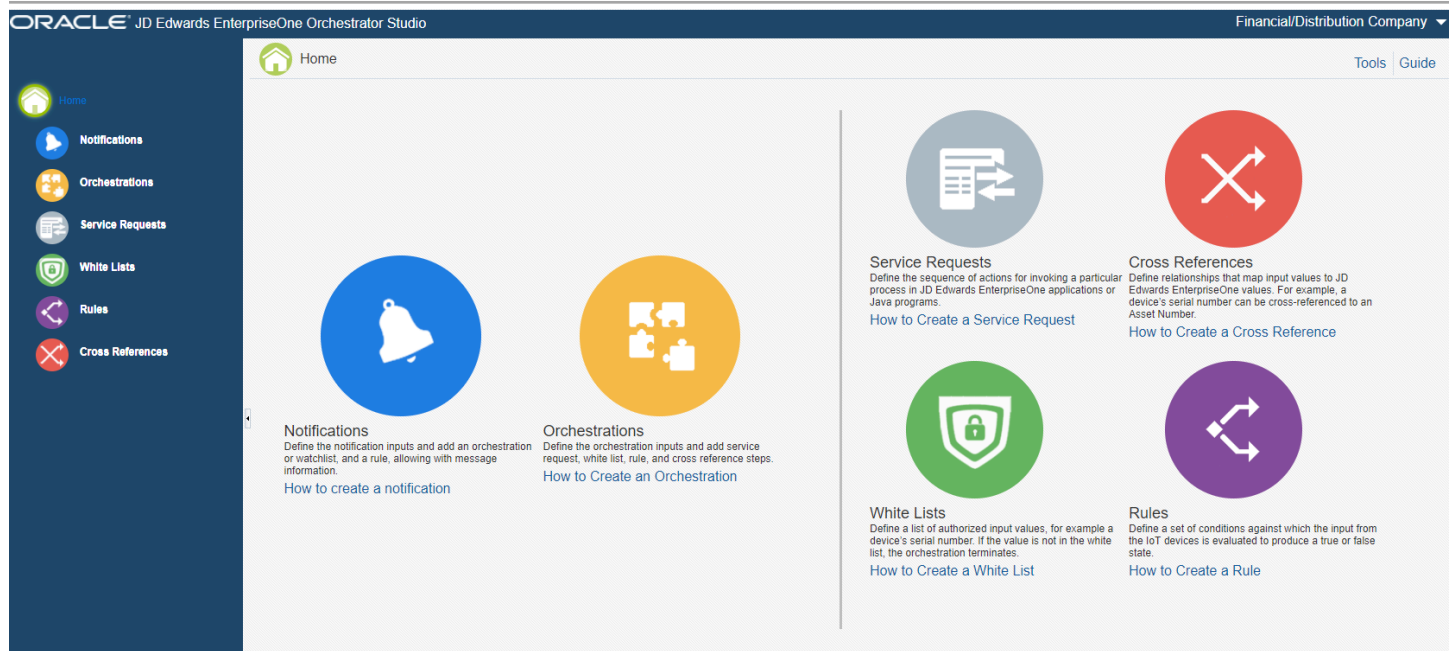 ORACLE® JD Edwards EnterpriseOne Orchestrator Studio
Financial/Distribution Company
Home
Tools
Guide
Home
Notifications
Orchestrations
Service Requests
White Lists
Rules
Cross References
Notifications
Define the notification inputs and add an orchestration
or watchlist, and a rule, allowing with message
information.
How to create a notification
Orchestrations
Define the orchestration inputs and add service
request, white list, rule, and cross reference steps.
How to Create an Orchestration
Service Requests
Define the sequence of actions for invoking a particular
process in JD Edwards EnterpriseOne applications or
Java programs.
How to Create a Service Request
Cross References
Define relationships that map input values to JD
Edwards EnterpriseOne values. For example, a
device's serial number can be cross-referenced to an
Asset Number.
How to Create a Cross Reference
White Lists
Define a list of authorized input values, for example a
device's serial number. If the value is not in the white
list, the orchestration terminates.
How to Create a White List
Rules
Define a set of conditions against which the input from
the IoT devices is evaluated to produce a true or false
state.
How to Create a Rule